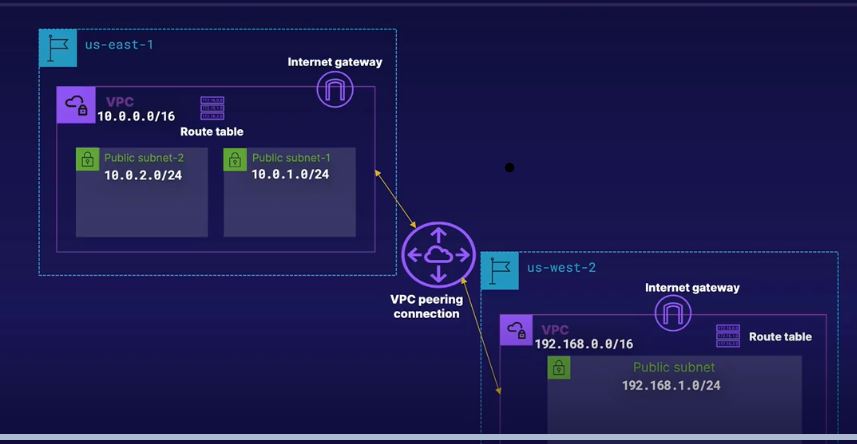 us-east-1
Internet gateway
VPC
10.0.0.0/16
Route table
Public subnet-2
10.0.2.0/24
Public subnet-1
10.0.1.0/24
VPC peering
connection
us-west-2
Internet gateway
VPC
192.168.0.0/16
Route table
Public subnet
192.168.1.0/24